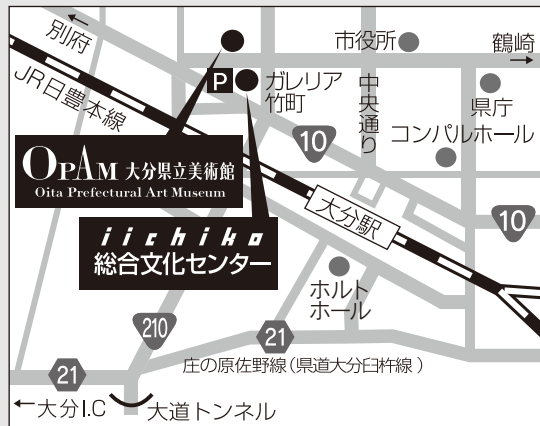 別府
市役所
鶴崎
P
ガレリア
竹町
中央通り
県庁
コンパルホール
JR日豊本線
10
OPAM 大分県立美術館
Oita Prefectural Art Museum
大分駅
10
iichiko
総合文化センター
ホルト
ホール
210
21
庄の原佐野線(県道大分臼杵線)
21
大分I.C
大道トンネル